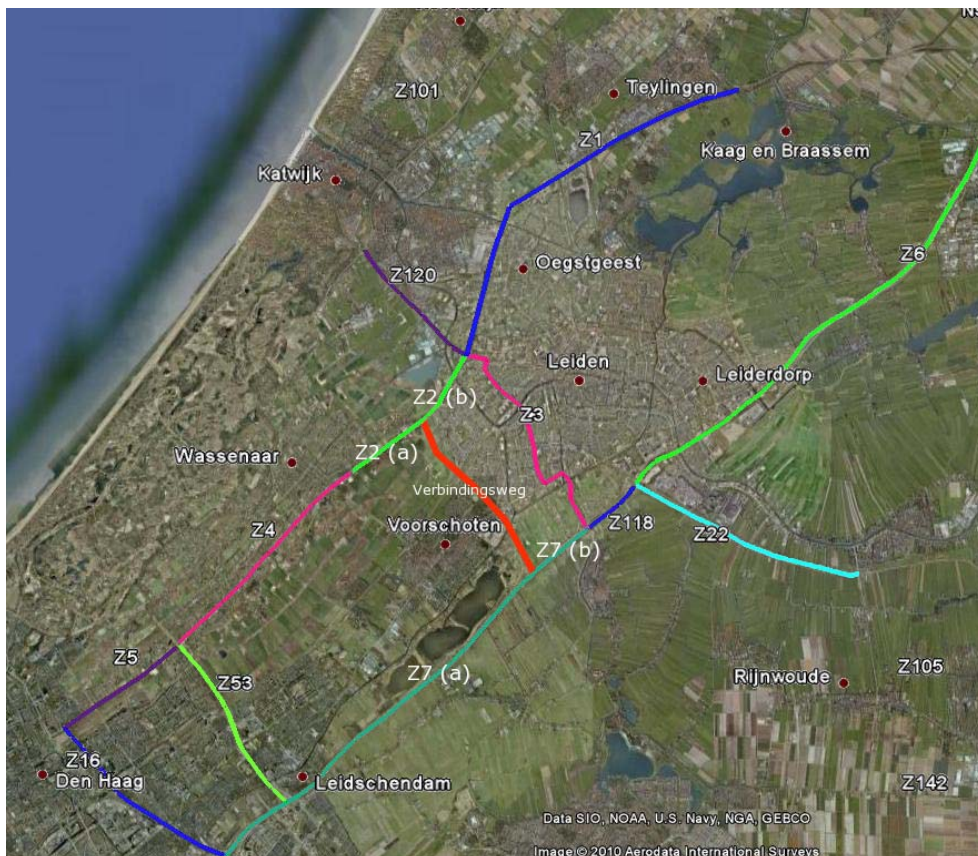 Z101
Teylingen
Z1
Kaag en Braassem
Katwijk
Z6
Z120
Oegstgeest
Leiden
Leiderdorp
Z2 (b)
Z3
Z2 (a)
Wassenaar
Verbindingsweg
Voorschoten
Z118
Z4
Z22
Z7 (b)
Z5
Z53
Z7 (a)
Rijnwoude
Z105
Z16
Den Haag
Leidschendam
Z142
Data SIO, NOAA, U.S. Navy, NGA, GEBCO
Image © 2010 Aerodata International Surveys